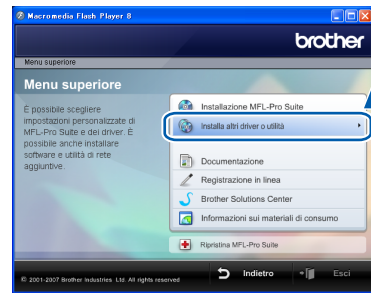 Macromedia Flash Player 8
brother
Menu superiore
Menu superiore
È possibile scegliere
impostazioni personalizzate di
MFL-Pro Suite e dei driver. È
possibile anche installare
software e utilità di rete
aggiuntive.
Installazione MFL-Pro Suite
Installa altri driver o utilità
Documentazione
Registrazione in linea
Brother Solutions Center
Informazioni sui materiali di consumo
Ripristina MFL-Pro Suite
© 2001-2007 Brother Industries Ltd. All rights reserved
Indietro
Esci